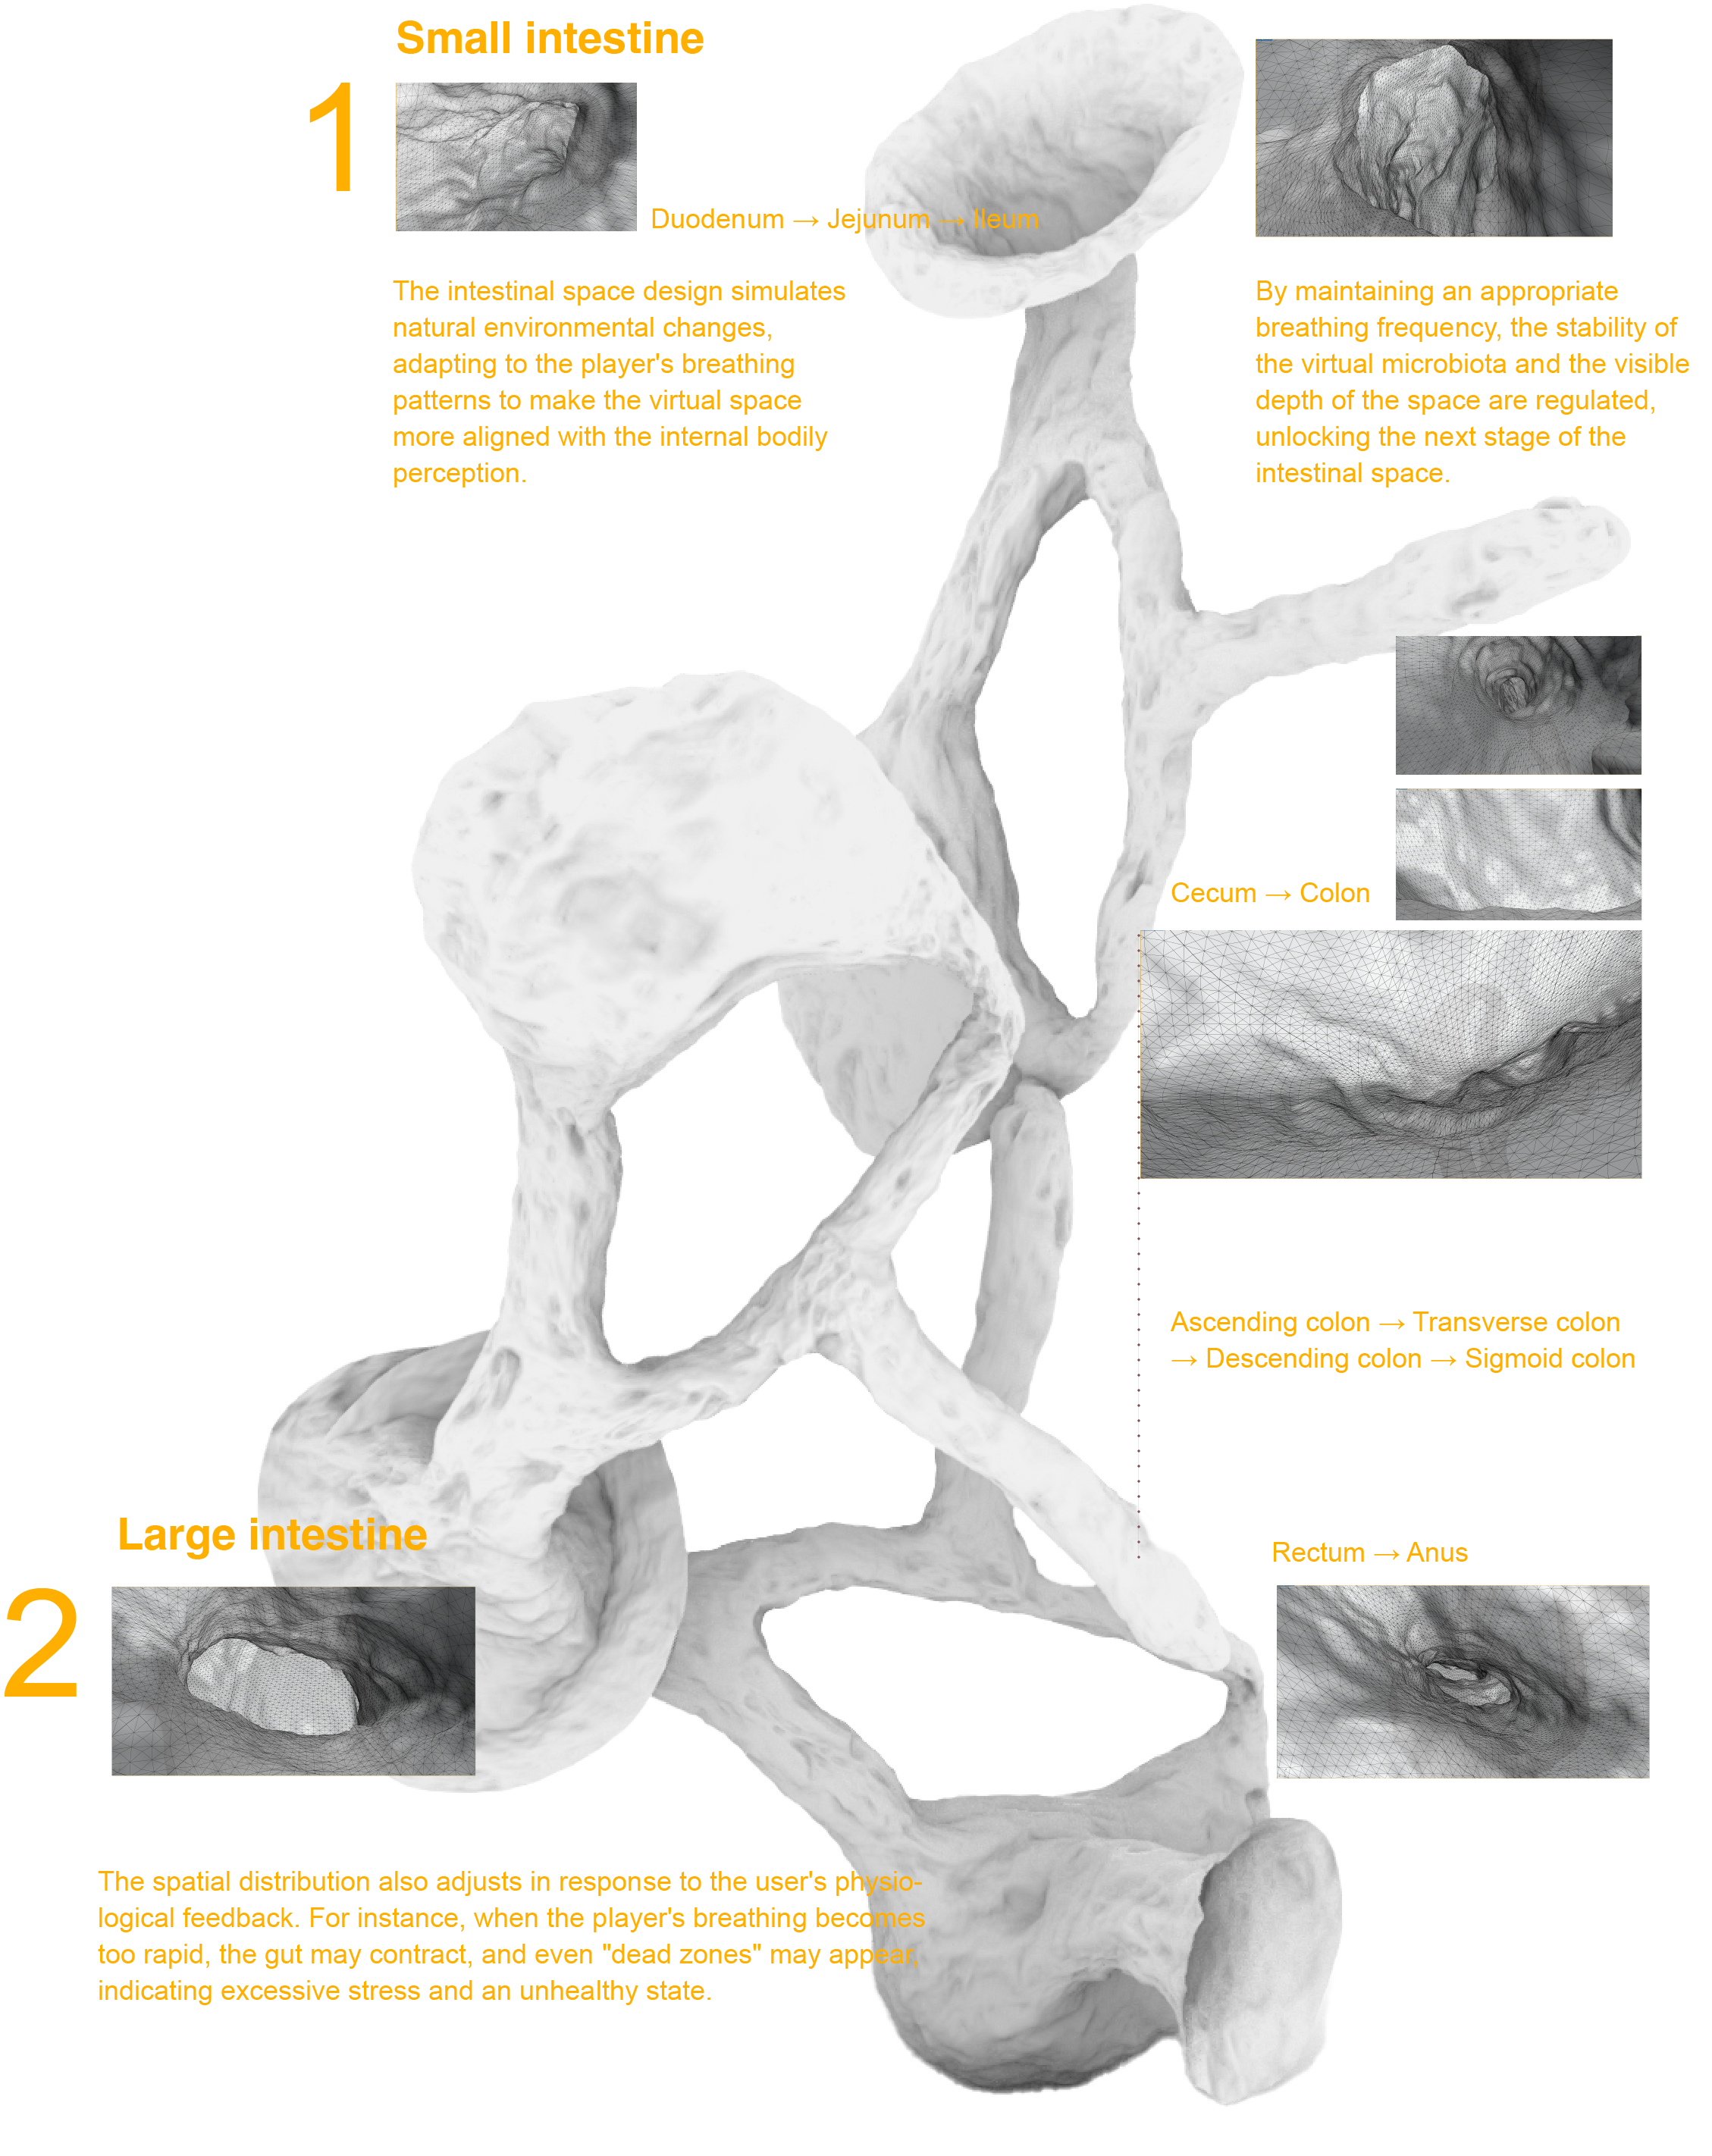 Small intestine
1
Duodenum → Jejunum → Ileum
The intestinal space design simulates
natural environmental changes,
adapting to the player's breathing
patterns to make the virtual space
more aligned with the internal bodily
perception.
By maintaining an appropriate
breathing frequency, the stability of
the virtual microbiota and the visible
depth of the space are regulated,
unlocking the next stage of the
intestinal space.
Cecum → Colon
Ascending colon → Transverse colon
→ Descending colon → Sigmoid colon
Large intestine
2
Rectum → Anus
The spatial distribution also adjusts in response to the user's physio-
logical feedback. For instance, when the player's breathing becomes
too rapid, the gut may contract, and even "dead zones" may appear,
indicating excessive stress and an unhealthy state.